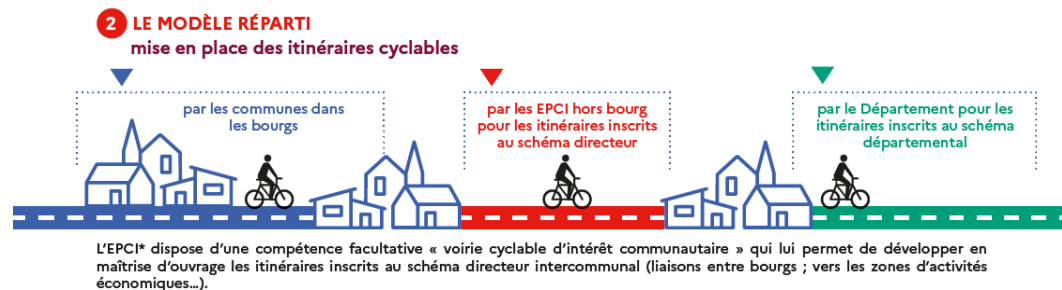 2 LE MODÈLE RÉPARTI
mise en place des itinéraires cyclables
par les communes dans
les bourgs
par les EPCI hors bourg
pour les itinéraires inscrits
au schéma directeur
par le Département pour les
itinéraires inscrits au schéma
départemental
L’EPCI* dispose d’une compétence facultative « voirie cyclable d’intérêt communautaire » qui lui permet de développer en
maîtrise d’ouvrage les itinéraires inscrits au schéma directeur intercommunal (liaisons entre bourgs ; vers les zones d’activités
économiques…).